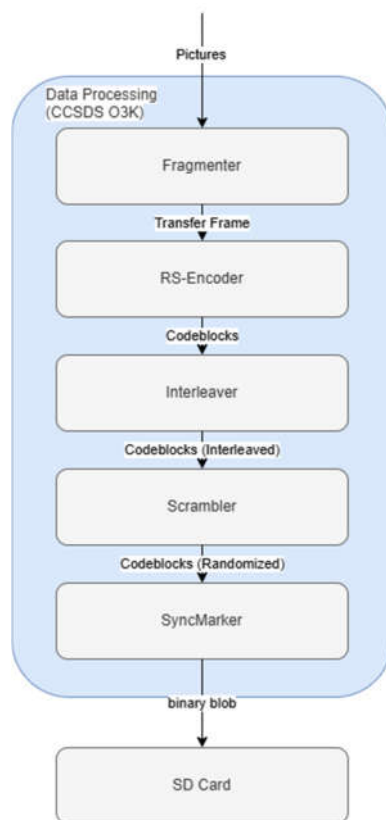 Pictures
Data Processing
(CCSDS O3K)
Fragmenter
Transfer Frame
RS-Encoder
Codeblocks
Interleaver
Codeblocks (Interleaved)
Scrambler
Codeblocks (Randomized)
SyncMarker
binary blob
SD Card